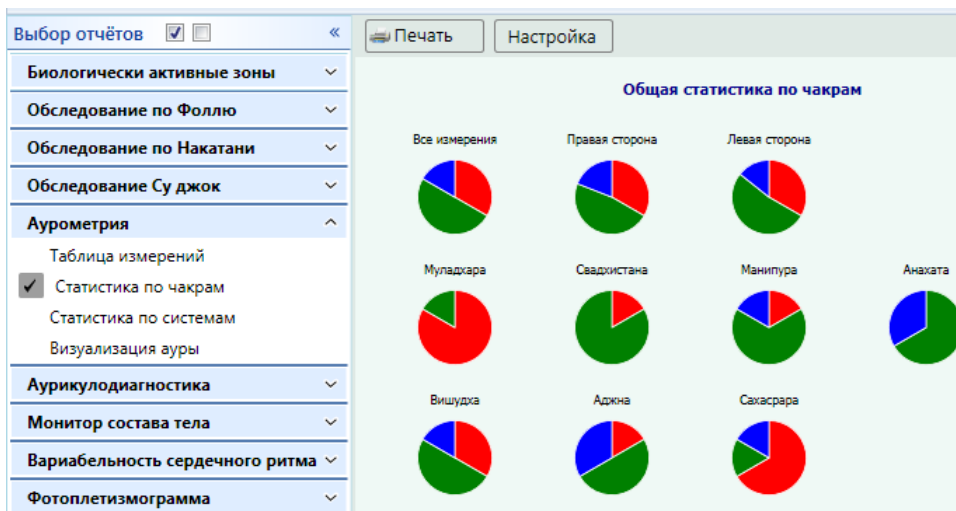 Выбор отчётов
Биологически активные зоны
Обследование по Фоллю
Обследование по Накатани
Обследование Су джок
Аурометрия
Таблица измерений
Статистика по чакрам
Статистика по системам
Визуализация ауры
Аурикулодиагностика
Монитор состава тела
Вариабельность сердечного ритма
Фотоплетизмограмма
Печать
Настройка
Общая статистика по чакрам
Все измерения
Правая сторона
Левая сторона
Муладхара
Свадхистана
Манипура
Анахата
Вишудха
Аджна
Сахасрара